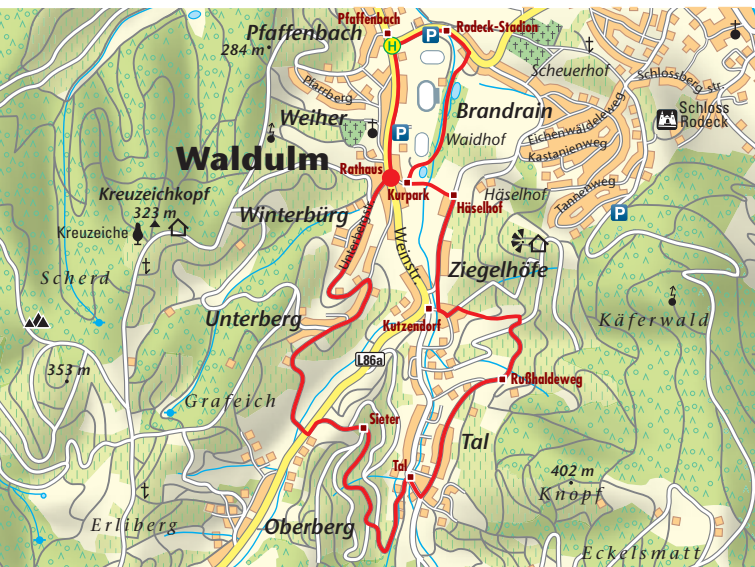 Pfaffenbach
Rodeck-Stadion
Pfaffenbach
H
P
284 m
Scheuerhof
Schlossberg str.
Pfarrberg
Schloss
Rodeck
Weiher
Brandrain
Eichenwäldeleweg
P
Waidhof
Kastanienweg
Waldulm
Rathaus
Kurpark
Häselhof
Häselhof
Tannenweg
Kreuzeichkopf
323 m
P
Kreuzeiche
Winterbürg
Unterbergstr.
Weinstr.
Scherd
Ziegelhöfe
Unterberg
Kutzendorf
Käferwald
L86a
353 m
Rußhaldeweg
Grafeich
Sieter
Tal
Tal
402 m
Knopf
Erliberg
Oberberg
Eckelsmatt